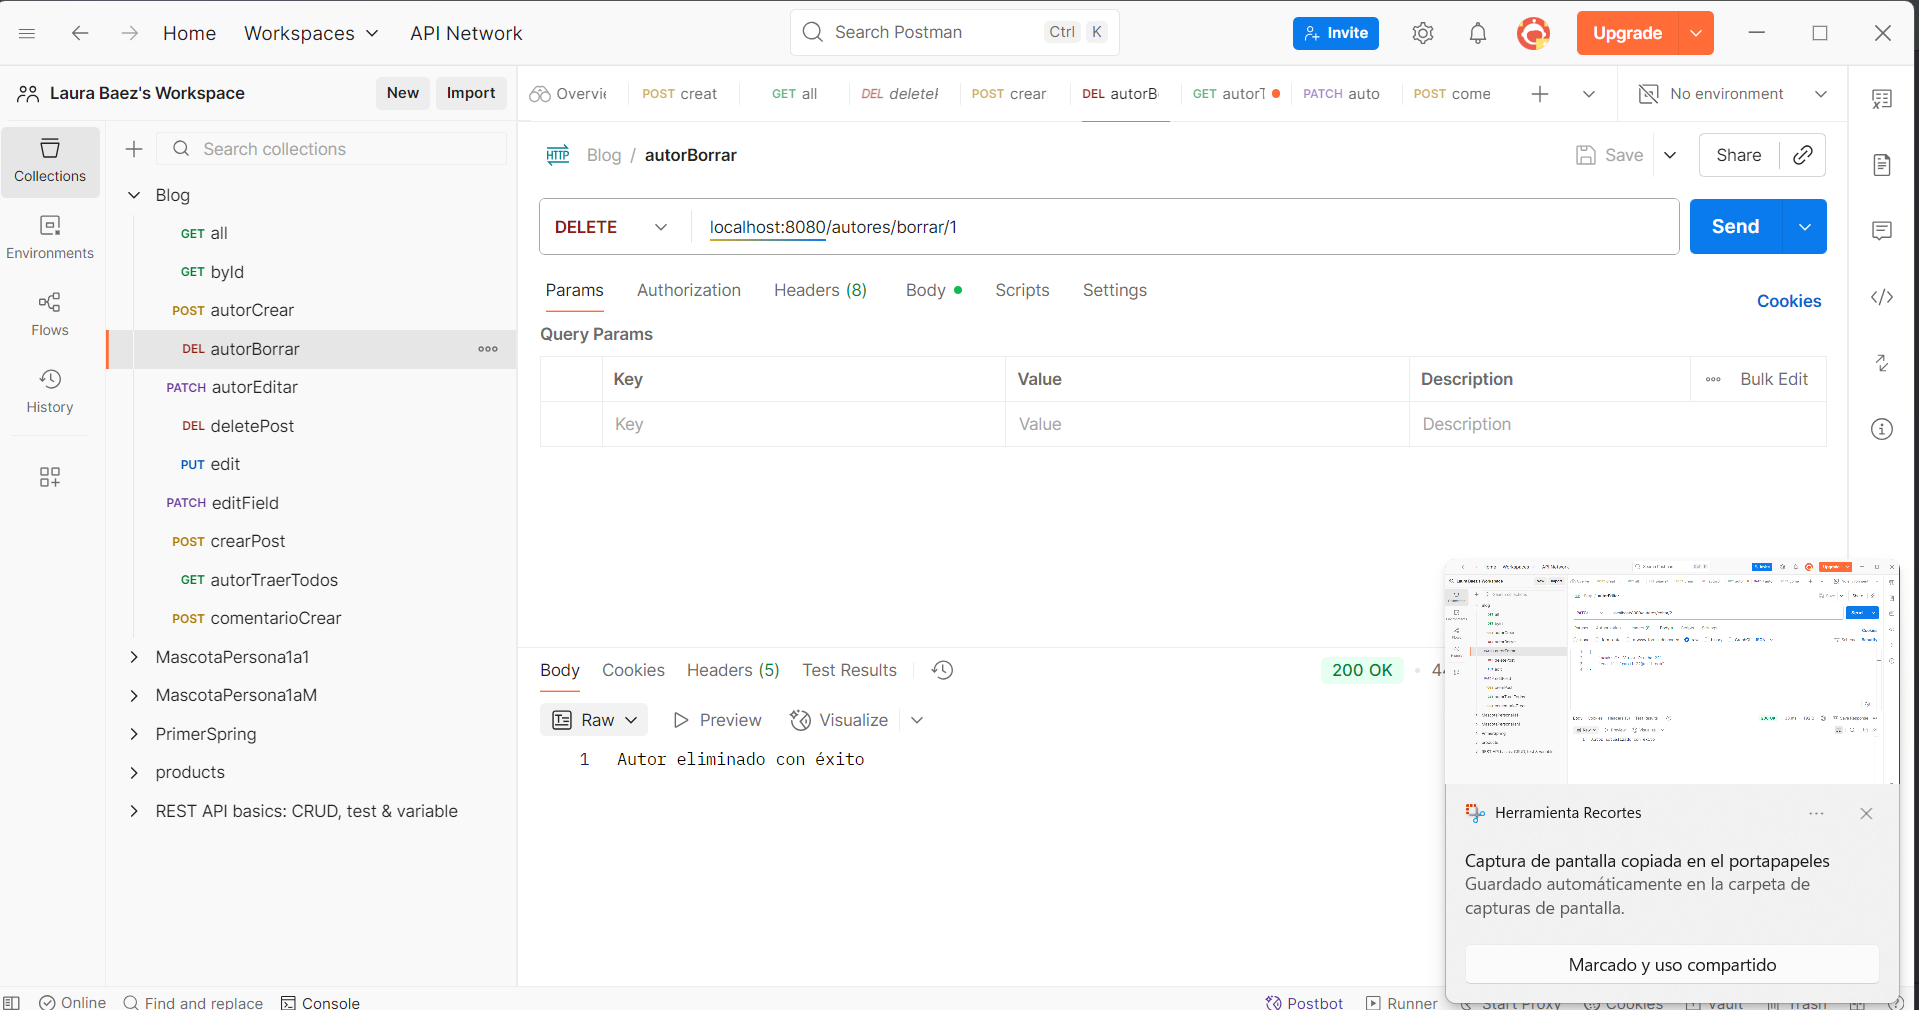 Home Workspaces API Network Search Postman Ctrl K Invite Upgrade
Laura Baez's Workspace New Import
Overvi POST creat GET all DEL delete POST crear DEL autorB GET autorT PATCH auto POST come No environment
Collections
Environments
Flows
History
Search collections
Blog
GET all
GET byId
POST autorCrear
DEL autorBorrar
PATCH autorEditar
DEL deletePost
PUT edit
PATCH editField
POST crearPost
GET autorTraerTodos
POST comentarioCrear
MascotaPersona1a1
MascotaPersona1aM
PrimerSpring
products
REST API basics: CRUD, test & variable
HTTP Blog / autorBorrar Save Share
DELETE localhost:8080/autores/borrar/1 Send
Params Authorization Headers (8) Body Scripts Settings Cookies
Query Params
Key Value Description Bulk Edit
Key Value Description
Body Cookies Headers (5) Test Results 200 OK
Raw Preview Visualize
1 Autor eliminado con éxito
Herramienta Recortes
Captura de pantalla copiada en el portapapeles
Guardado automáticamente en la carpeta de
capturas de pantalla.
Marcado y uso compartido
Online Find and replace Console Postbot Runner Start Proxy Cookies Vault Trash